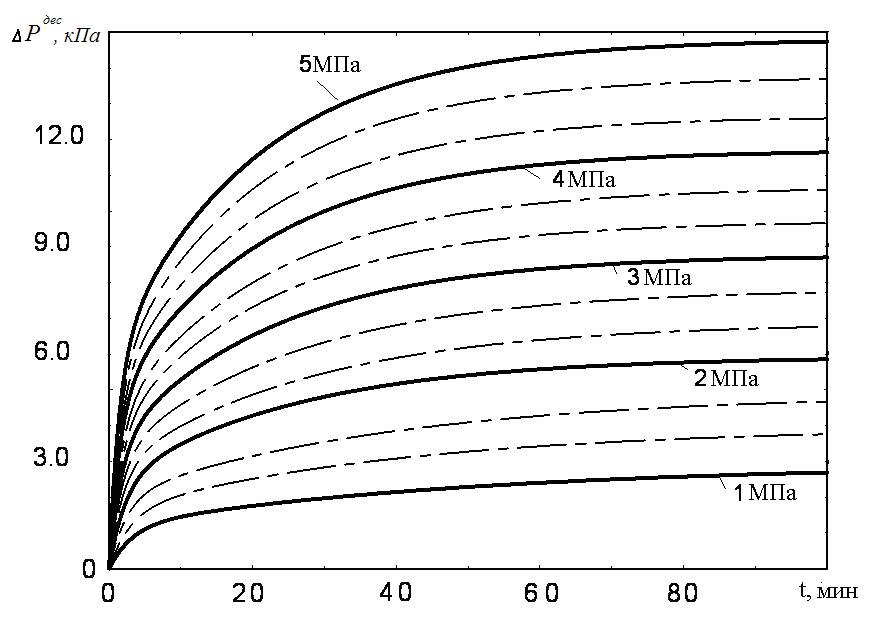 ΔP дес, кПа
5МПа
12.0
4МПа
9.0
3МПа
6.0
2МПа
3.0
1МПа
0
0 20 40 60 80 t, мин